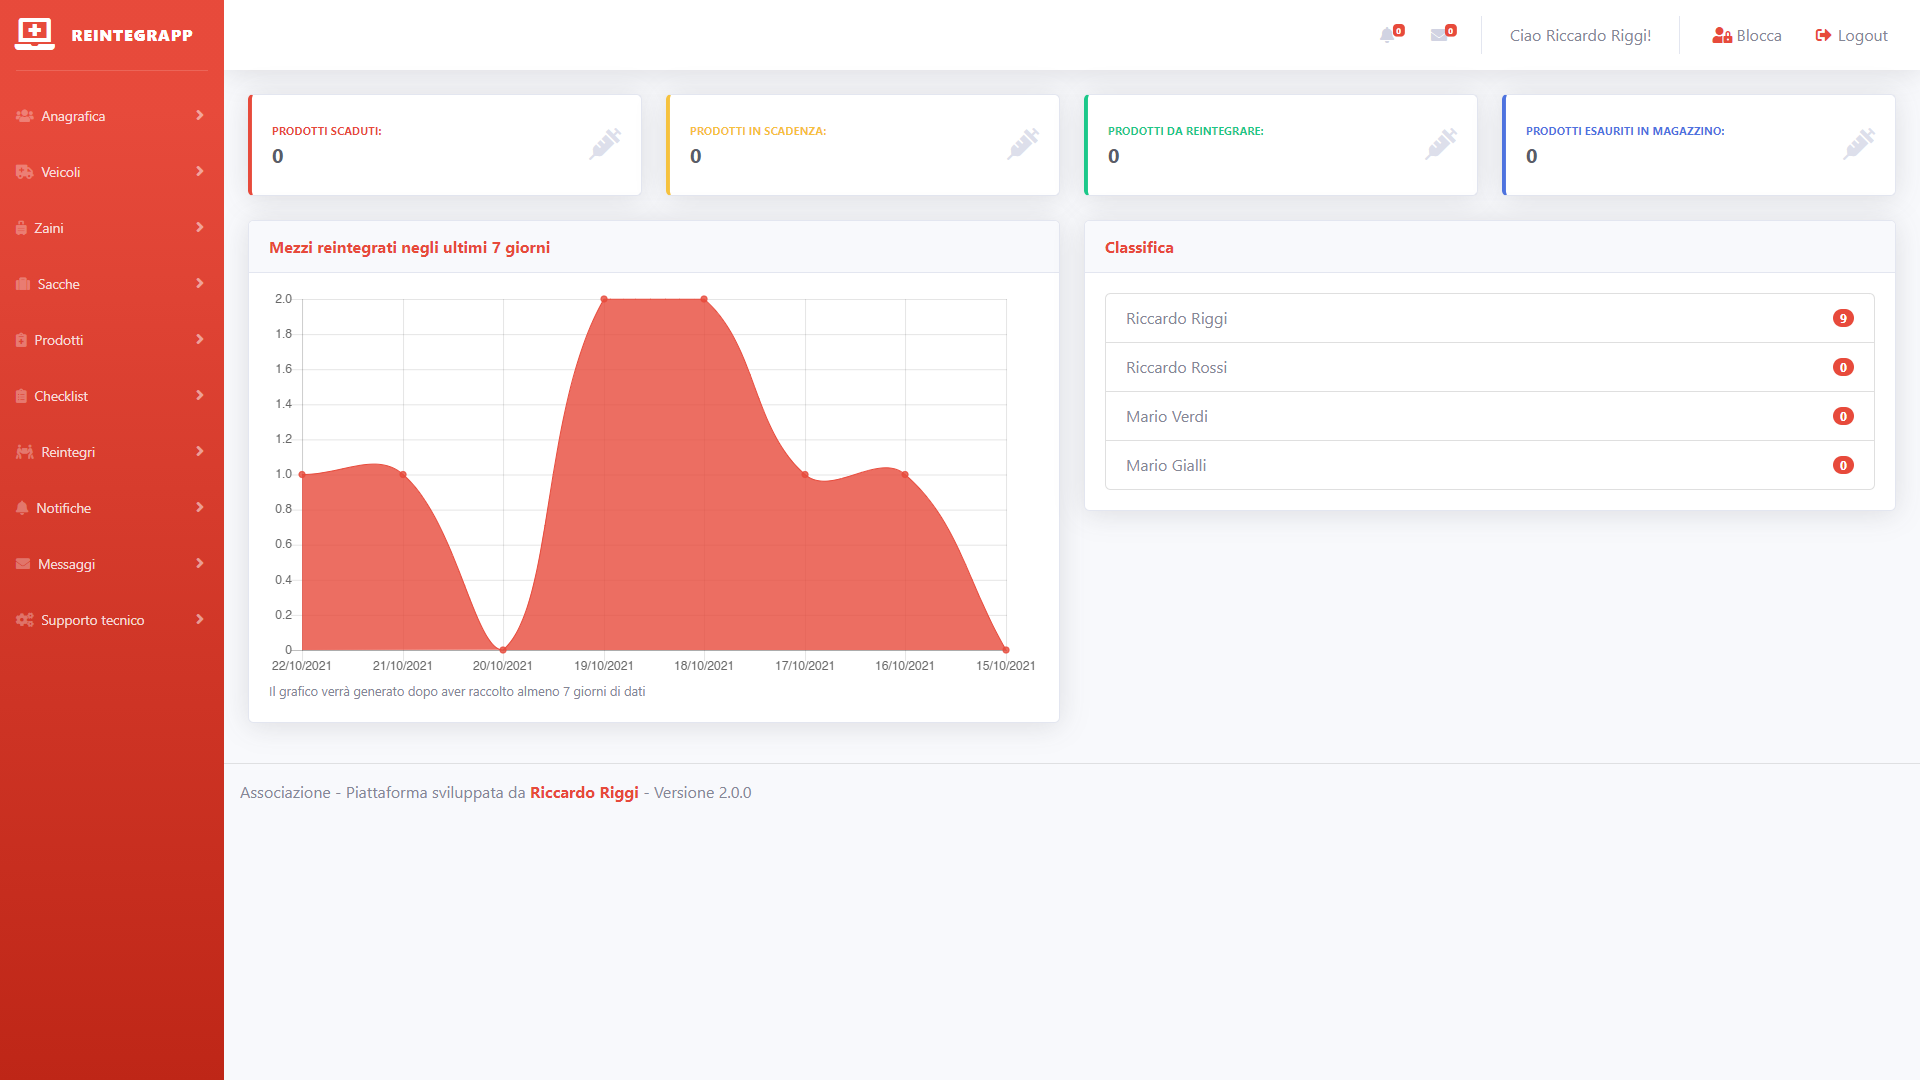 REINTEGRAPP
0
0
Ciao Riccardo Riggi!
Blocca
Logout
Anagrafica
Veicoli
Zaini
Sacche
Prodotti
Checklist
Reintegri
Notifiche
Messaggi
Supporto tecnico
PRODOTTI SCADUTI:
0
PRODOTTI IN SCADENZA:
0
PRODOTTI DA REINTEGRARE:
0
PRODOTTI ESAURITI IN MAGAZZINO:
0
Mezzi reintegrati negli ultimi 7 giorni
2.0
1.8
1.6
1.4
1.2
1.0
0.8
0.6
0.4
0.2
0
22/10/2021 21/10/2021 20/10/2021 19/10/2021 18/10/2021 17/10/2021 16/10/2021 15/10/2021
Il grafico verrà generato dopo aver raccolto almeno 7 giorni di dati
Classifica
Riccardo Riggi 9
Riccardo Rossi 0
Mario Verdi 0
Mario Gialli 0
Associazione - Piattaforma sviluppata da Riccardo Riggi - Versione 2.0.0